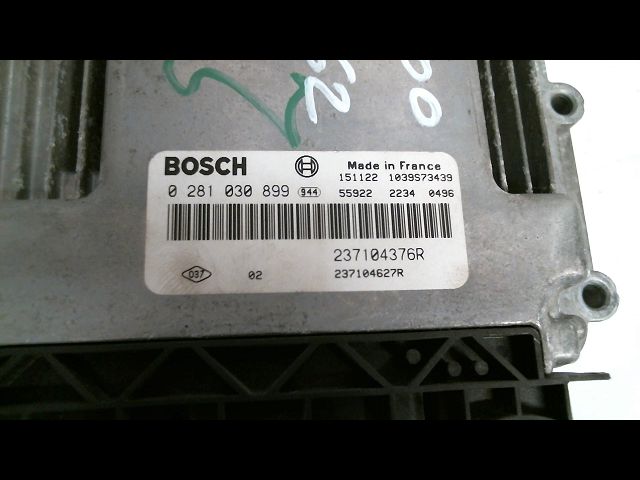 BOSCH Made in France
151122 1039S73439
0 281 030 899 944 55922 2234 0496
237104376R
037 02 237104627R